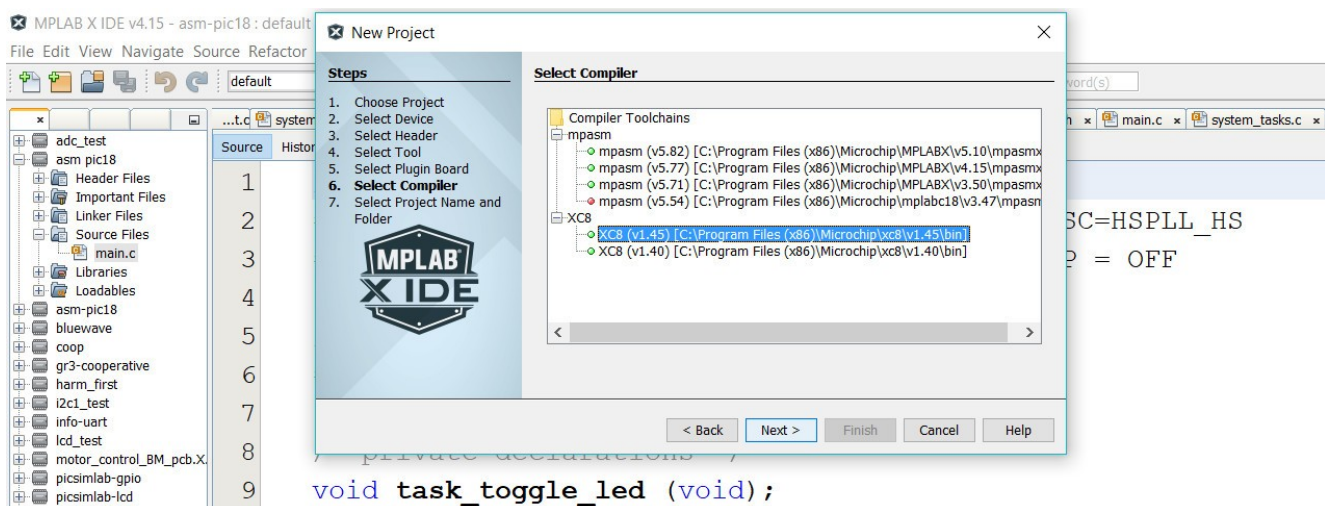 MPLAB X IDE v4.15 - asm-pic18 : default
File Edit View Navigate Source Refactor
default
...t.c
system
main.c
system_tasks.c
Source
adc_test
asm pic18
Header Files
Important Files
Linker Files
Source Files
main.c
Libraries
Loadables
asm-pic18
bluewave
coop
gr3-cooperative
harm_first
i2c1_test
info-uart
lcd_test
motor_control_BM_pcb.X.
picsimlab-gpio
picsimlab-lcd
New Project
Steps
1. Choose Project
2. Select Device
3. Select Header
4. Select Tool
5. Select Plugin Board
6. Select Compiler
7. Select Project Name and
Folder
MPLAB
X IDE
Select Compiler
Compiler Toolchains
mpasm
mpasm (v5.82) [C:\Program Files (x86)\Microchip\MPLABX\v5.10\mpasmx
mpasm (v5.77) [C:\Program Files (x86)\Microchip\MPLABX\v4.15\mpasmx
mpasm (v5.71) [C:\Program Files (x86)\Microchip\MPLABX\v3.50\mpasmx
mpasm (v5.54) [C:\Program Files (x86)\Microchip\mplabc18\v3.47\mpasm
XC8
XC8 (v1.45) [C:\Program Files (x86)\Microchip\xc8\v1.45\bin]
XC8 (v1.40) [C:\Program Files (x86)\Microchip\xc8\v1.40\bin]
< Back Next > Finish Cancel Help
1
2 SC=HSPLL_HS
3 P = OFF
4
5
6
7
8
9 void task_toggle_led (void);